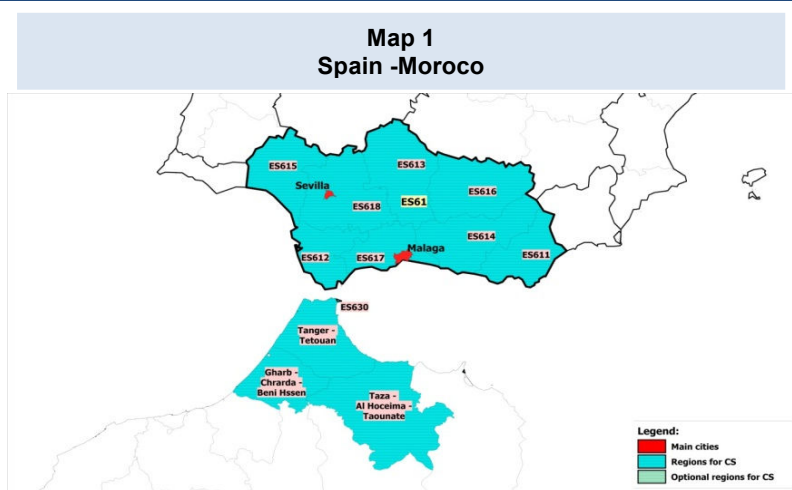 Map 1
Spain -Moroco
ES615
ES613
Sevilla
ES616
ES618
ES61
ES614
Malaga
ES611
ES612
ES617
ES630
Tanger -
Tetouan
Gharb -
Chrarda -
Beni Hssen
Taza -
Al Hoceima -
Taounate
Legend:
Main cities
Regions for CS
Optional regions for CS